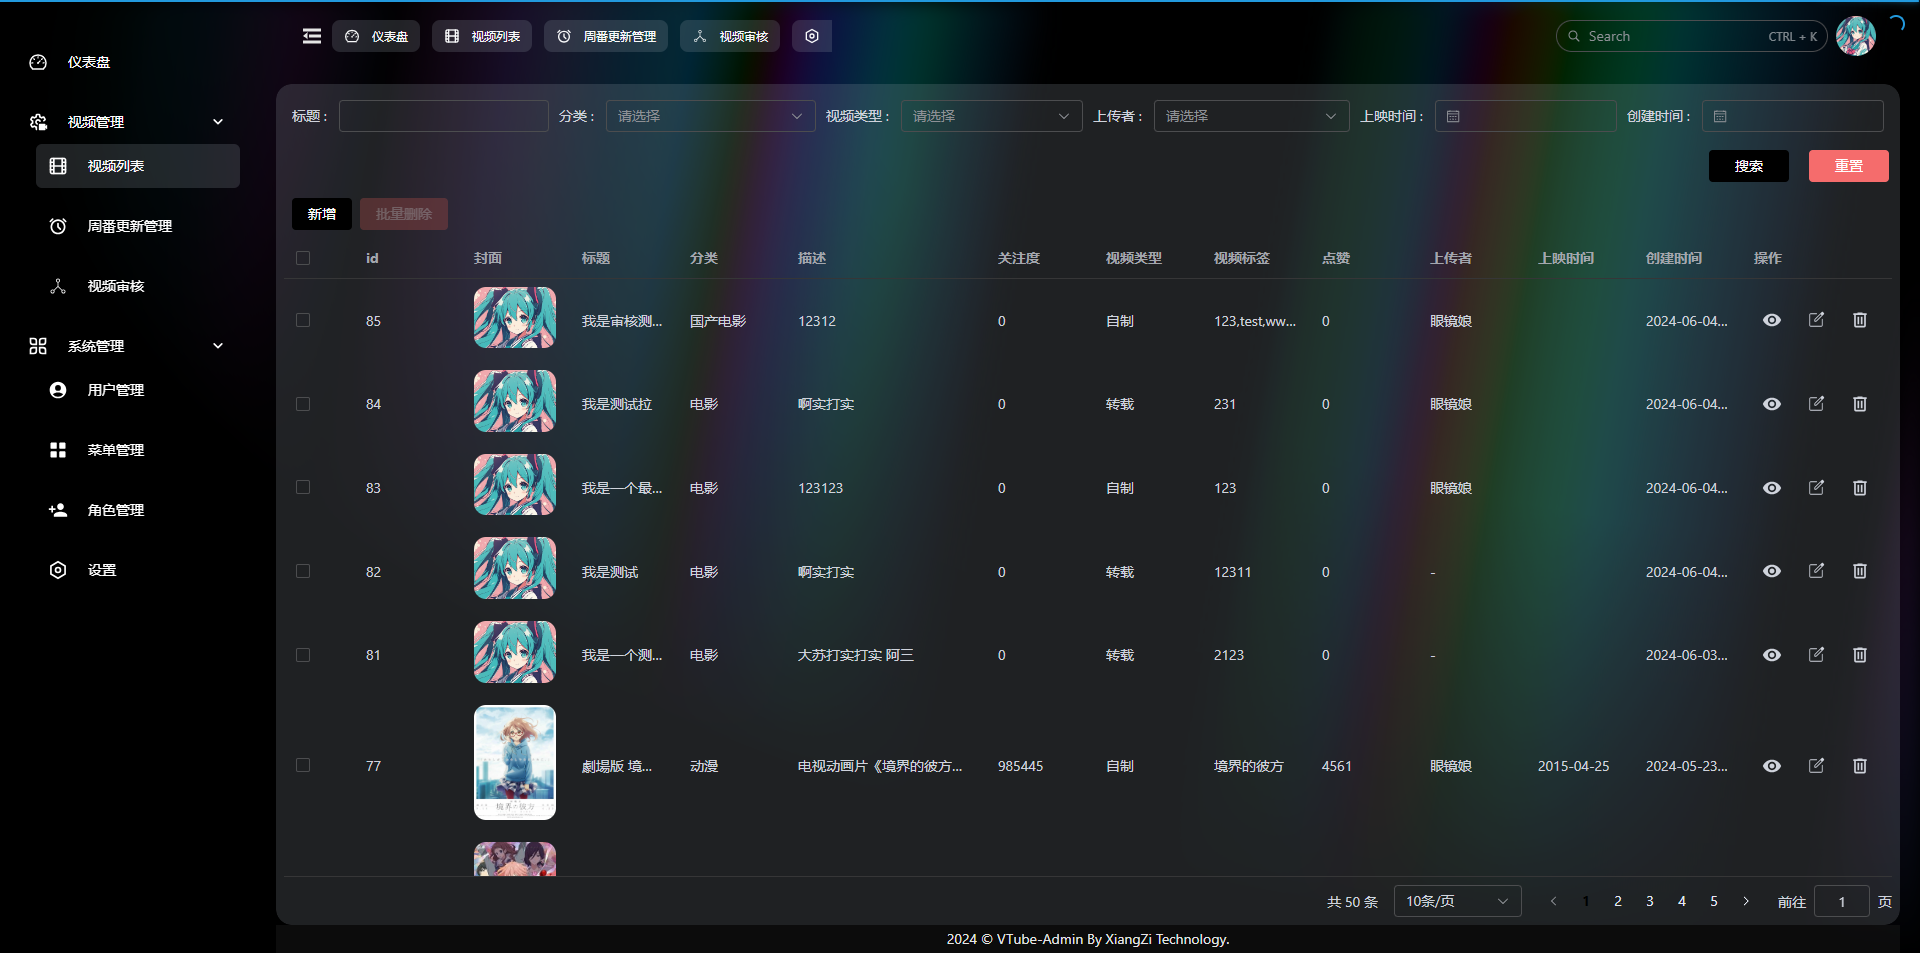 仪表盘 视频列表 周番更新管理 视频审核 Search CTRL + K
仪表盘
视频管理
视频列表
周番更新管理
视频审核
系统管理
用户管理
菜单管理
角色管理
设置
标题 : 分类 : 请选择 视频类型 : 请选择 上传者 : 请选择 上映时间 : 创建时间 :
搜索 重置
新增 批量删除
id 封面 标题 分类 描述 关注度 视频类型 视频标签 点赞 上传者 上映时间 创建时间 操作
85 我是审核测... 国产电影 12312 0 自制 123,test,ww... 0 眼镜娘 2024-06-04...
84 我是测试拉 电影 啊实打实 0 转载 231 0 眼镜娘 2024-06-04...
83 我是一个最... 电影 123123 0 自制 123 0 眼镜娘 2024-06-04...
82 我是测试 电影 啊实打实 0 转载 12311 0 - 2024-06-04...
81 我是一个测... 电影 大苏打实打实 阿三 0 转载 2123 0 - 2024-06-03...
77 劇場版 境... 动漫 电视动画片《境界的彼方... 985445 自制 境界的彼方 4561 眼镜娘 2015-04-25 2024-05-23...
境界の彼方
共 50 条 10条/页 1 2 3 4 5 前往 1 页
2024 © VTube-Admin By XiangZi Technology.